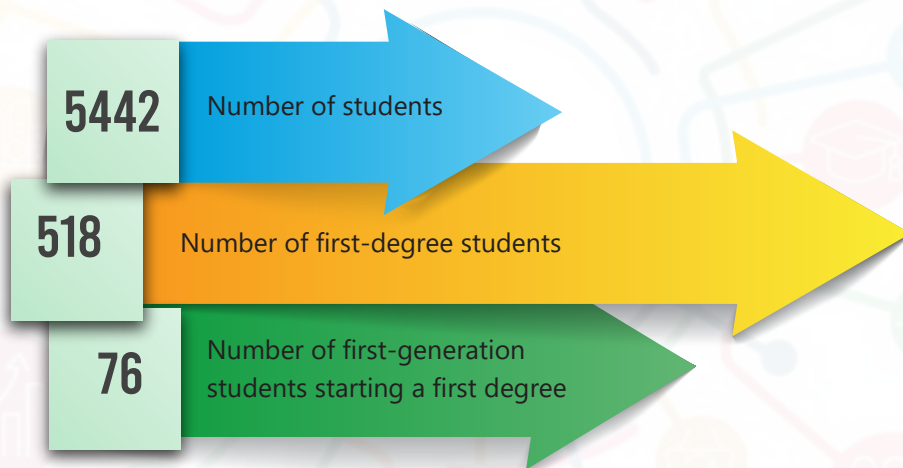 5442
Number of students
518
Number of first-degree students
76
Number of first-generation
students starting a first degree